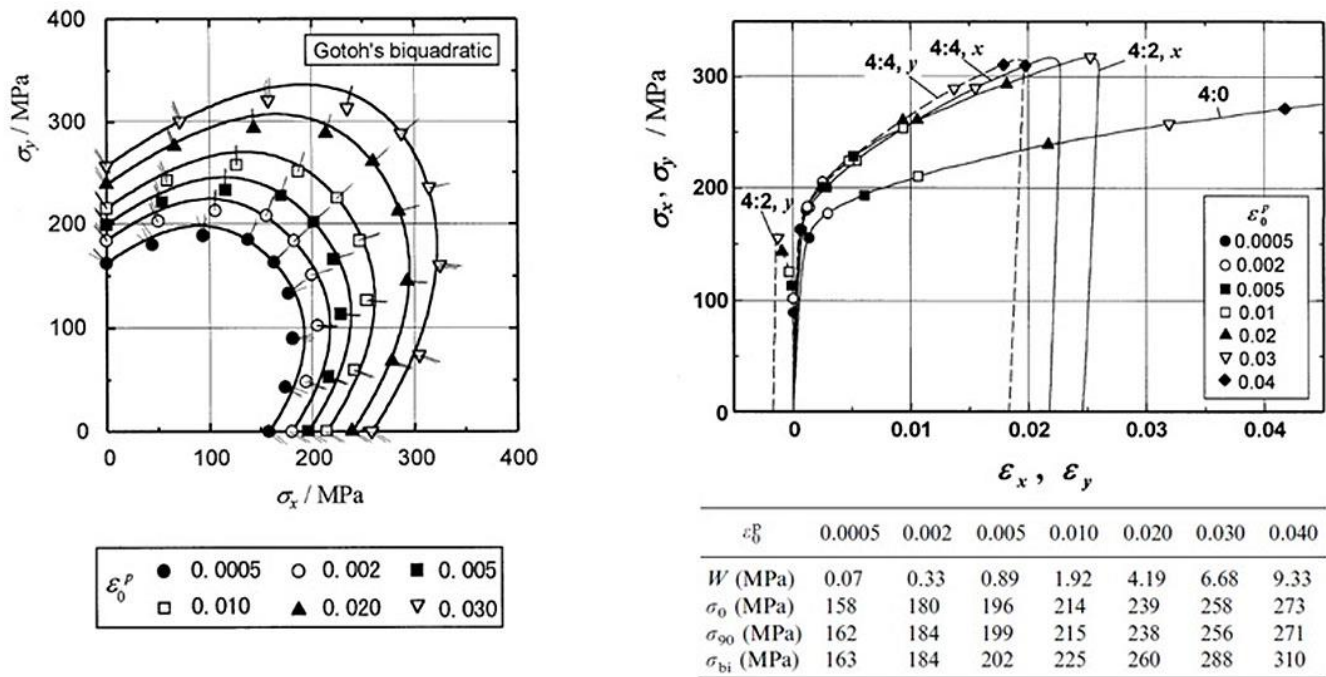 400
300
200
100
0
σy / MPa
Gotoh's biquadratic
0 100 200 300 400
σx / MPa
ε₀ᵖ ● 0. 0005 ○ 0. 002 ■ 0. 005
□ 0. 010 ▲ 0. 020 ▽ 0. 030
300
200
100
0
σx, σy / MPa
4:4, y
4:4, x
4:2, x
4:0
4:2, y
ε₀ᵖ
● 0.0005
○ 0.002
■ 0.005
□ 0.01
▲ 0.02
▽ 0.03
◆ 0.04
0 0.01 0.02 0.03 0.04
εx , εy
ε₀ᵖ 0.0005 0.002 0.005 0.010 0.020 0.030 0.040
W (MPa) 0.07 0.33 0.89 1.92 4.19 6.68 9.33
σ₀ (MPa) 158 180 196 214 239 258 273
σ₉₀ (MPa) 162 184 199 215 238 256 271
σbi (MPa) 163 184 202 225 260 288 310